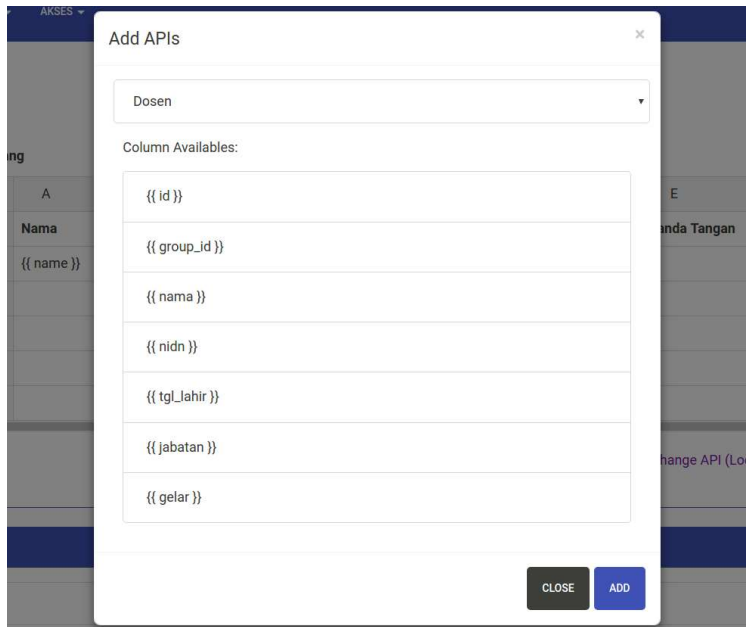 AKSES
Add APIs
×
Dosen
Column Availables:
ng
A
E
{{ id }}
Nama
anda Tangan
{{ group_id }}
{{ name }}
{{ nama }}
{{ nidn }}
{{ tgl_lahir }}
{{ jabatan }}
hange API (Lo
{{ gelar }}
CLOSE
ADD